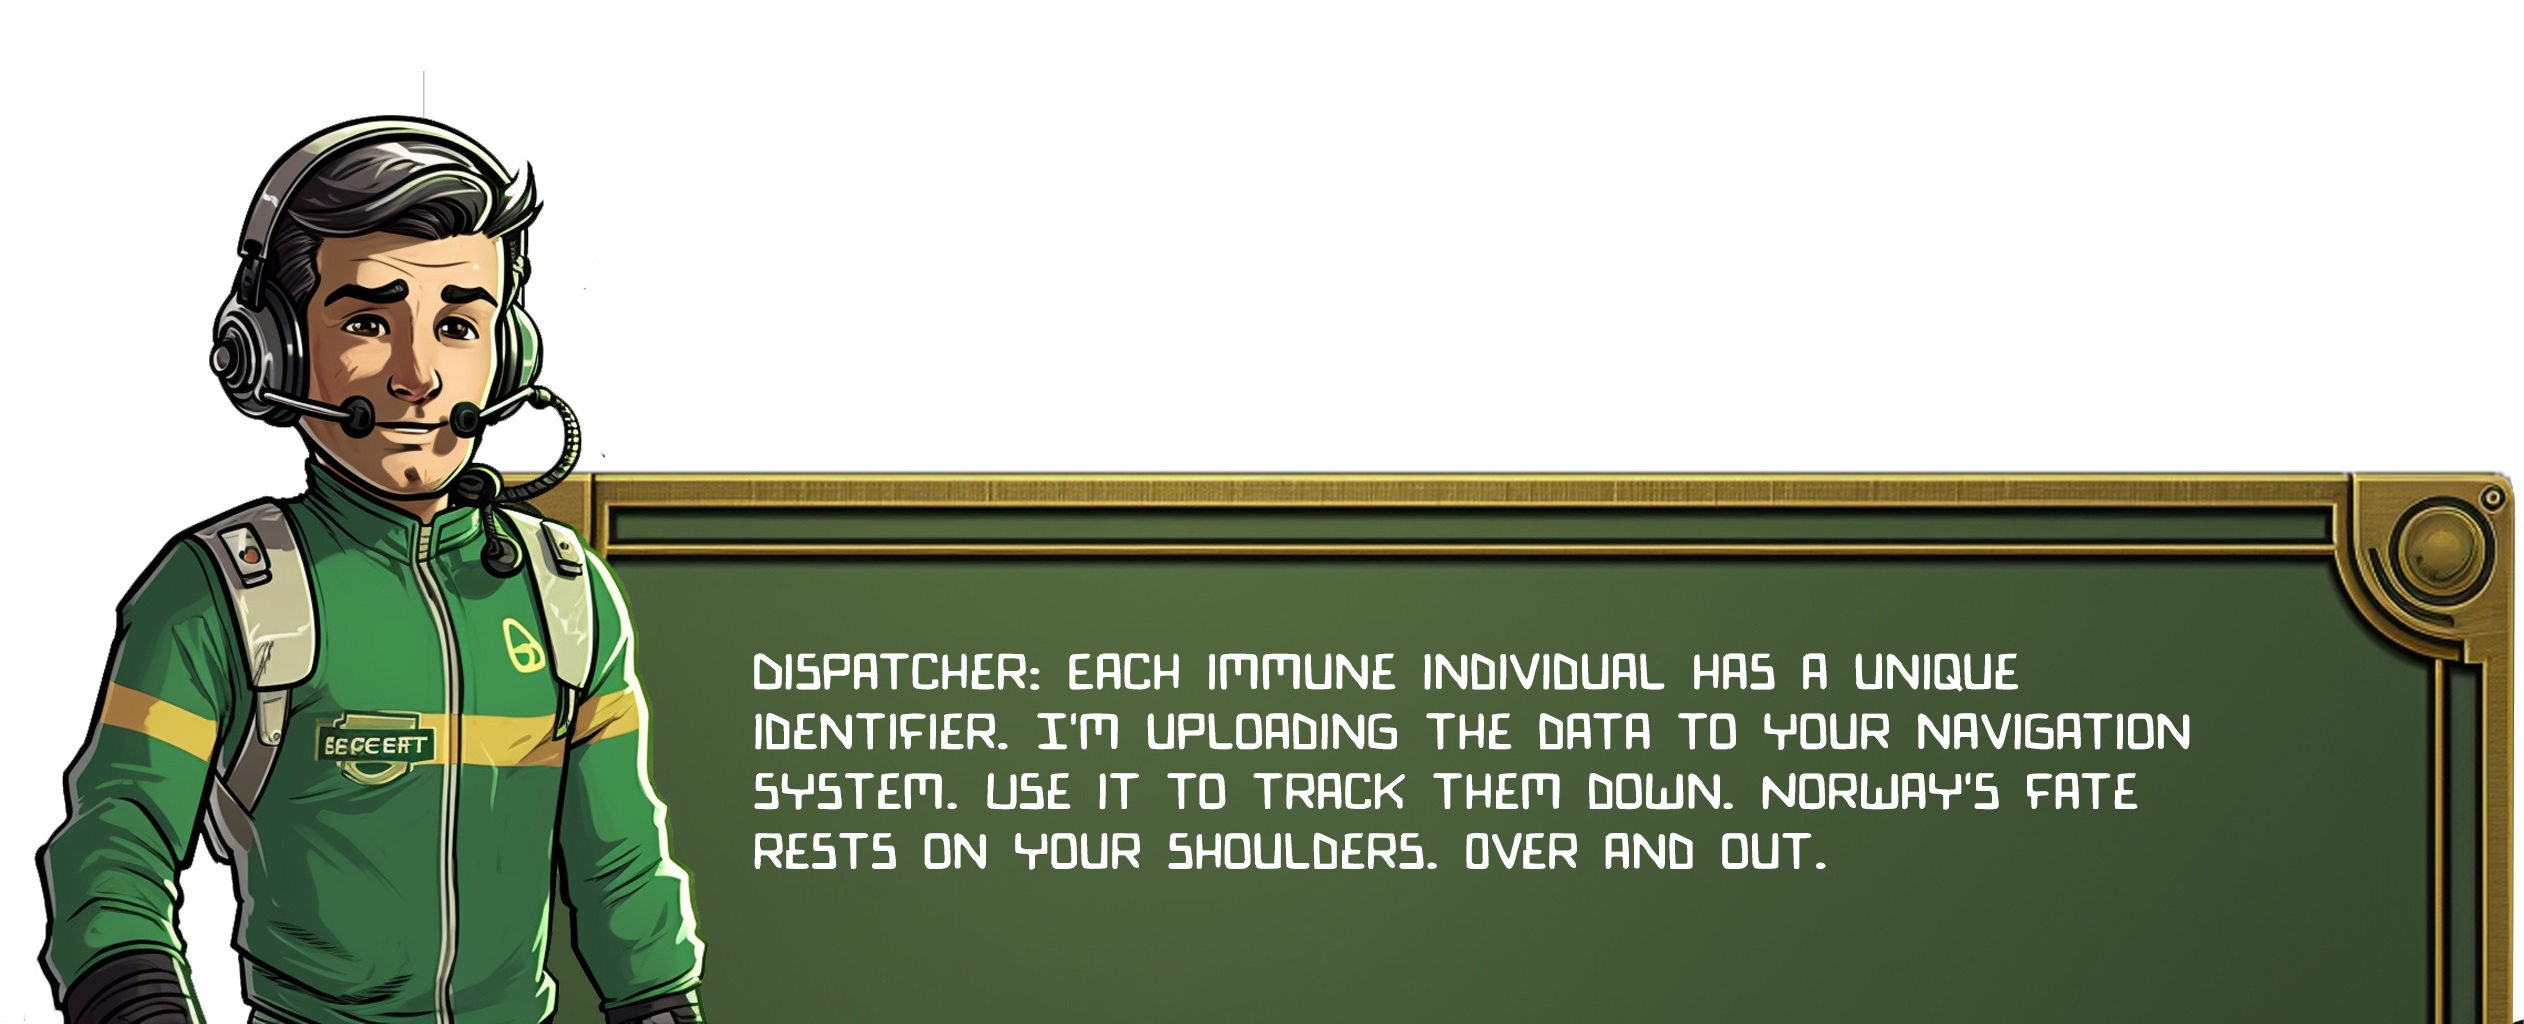 DISPATCHER: EACH IMMUNE INDIVIDUAL HAS A UNIQUE
IDENTIFIER. I'M UPLOADING THE DATA TO YOUR NAVIGATION
SYSTEM. USE IT TO TRACK THEM DOWN. NORWAY'S FATE
RESTS ON YOUR SHOULDERS. OVER AND OUT.